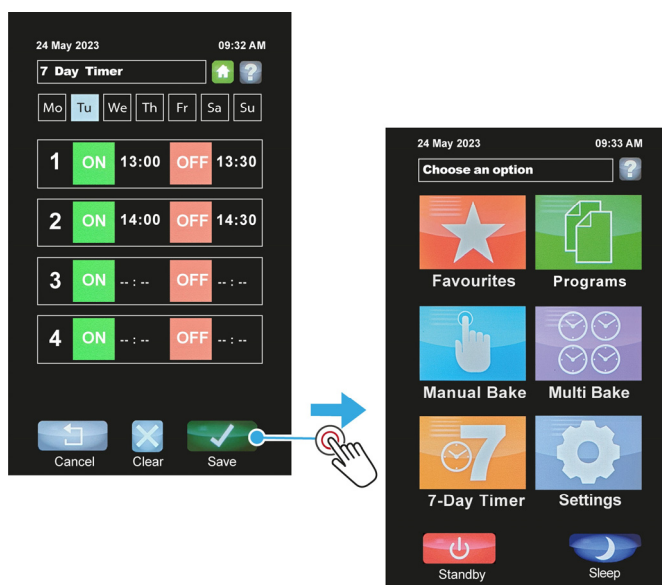 24 May 2023 09:32 AM
7 Day Timer ?
Mo Tu We Th Fr Sa Su
1 ON 13:00 OFF 13:30
2 ON 14:00 OFF 14:30
3 ON --:-- OFF --:--
4 ON --:-- OFF --:--
Cancel Clear Save
24 May 2023 09:33 AM
Choose an option ?
Favourites Programs
Manual Bake Multi Bake
7
7-Day Timer Settings
Standby Sleep